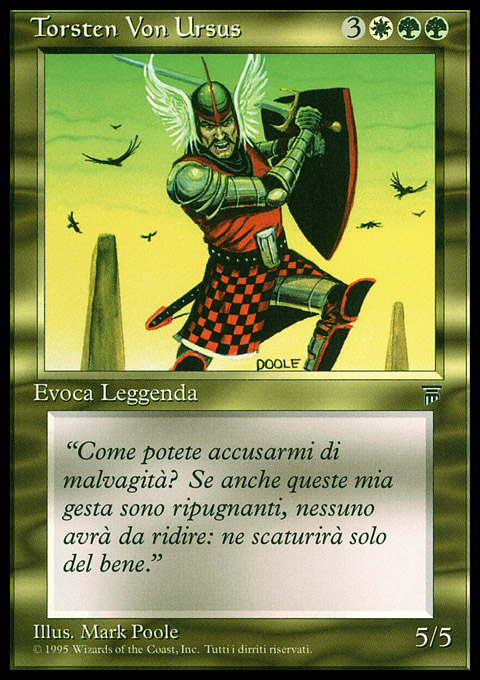 Torsten Von Ursus 3
POOLE
Evoca Leggenda
“Come potete accusarmi di
malvagità? Se anche queste mia
gesta sono ripugnanti, nessuno
avrà da ridire: ne scaturirà solo
del bene.”
Illus. Mark Poole
5/5
© 1995 Wizards of the Coast, Inc. Tutti i dirriti riservati.